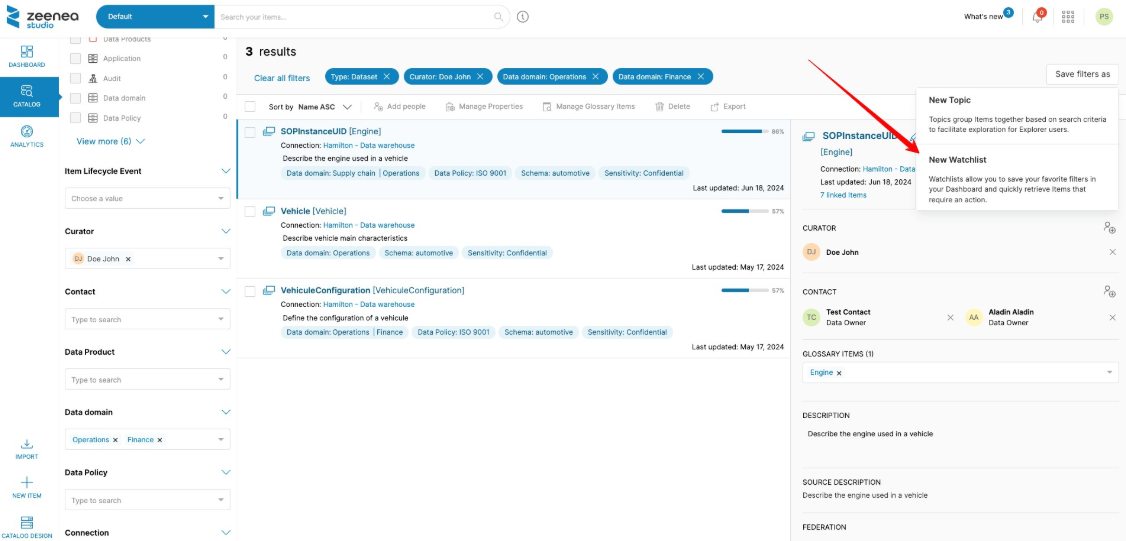 zeenea
studio
Default
Search your items...
What's new
3
6
PS
DASHBOARD
CATALOG
ANALYTICS
IMPORT
NEW ITEM
CATALOG DESIGN
Data Products 0
Application 0
Audit 0
Data domain 0
Data Policy 0
View more (6)
Item Lifecycle Event
Choose a value
Curator
DJ Doe John ×
Contact
Type to search
Data Product
Type to search
Data domain
Operations × Finance ×
Data Policy
Type to search
Connection
3 results
Clear all filters
Type: Dataset ×
Curator: Doe John ×
Data domain: Operations ×
Data domain: Finance ×
Save filters as
Sort by Name ASC
Add people
Manage Properties
Manage Glossary Items
Delete
Export
SOPInstanceUID [Engine]
86%
Connection: Hamilton - Data warehouse
Describe the engine used in a vehicle
Data domain: Supply chain | Operations
Data Policy: ISO 9001
Schema: automotive
Sensitivity: Confidential
Last updated: Jun 18, 2024
Vehicle [Vehicle]
57%
Connection: Hamilton - Data warehouse
Describe vehicle main characteristics
Data domain: Operations
Schema: automotive
Sensitivity: Confidential
Last updated: May 17, 2024
VehiculeConfiguration [VehiculeConfiguration]
57%
Connection: Hamilton - Data warehouse
Define the configuration of a vehicule
Data domain: Operations | Finance
Data Policy: ISO 9001
Schema: automotive
Sensitivity: Confidential
Last updated: May 17, 2024
New Topic
Topics group items together based on search criteria
to facilitate exploration for Explorer users.
New Watchlist
Watchlists allow you to save your favorite filters in
your Dashboard and quickly retrieve items that
require an action.
SOPInstanceUID
[Engine]
Connection: Hamilton - Data
Last updated: Jun 18, 2024
7 linked items
CURATOR
DJ Doe John
CONTACT
TC Test Contact
Data Owner
AA Aladin Aladin
Data Owner
GLOSSARY ITEMS (1)
Engine ×
DESCRIPTION
Describe the engine used in a vehicle
SOURCE DESCRIPTION
Describe the engine used in a vehicle
FEDERATION